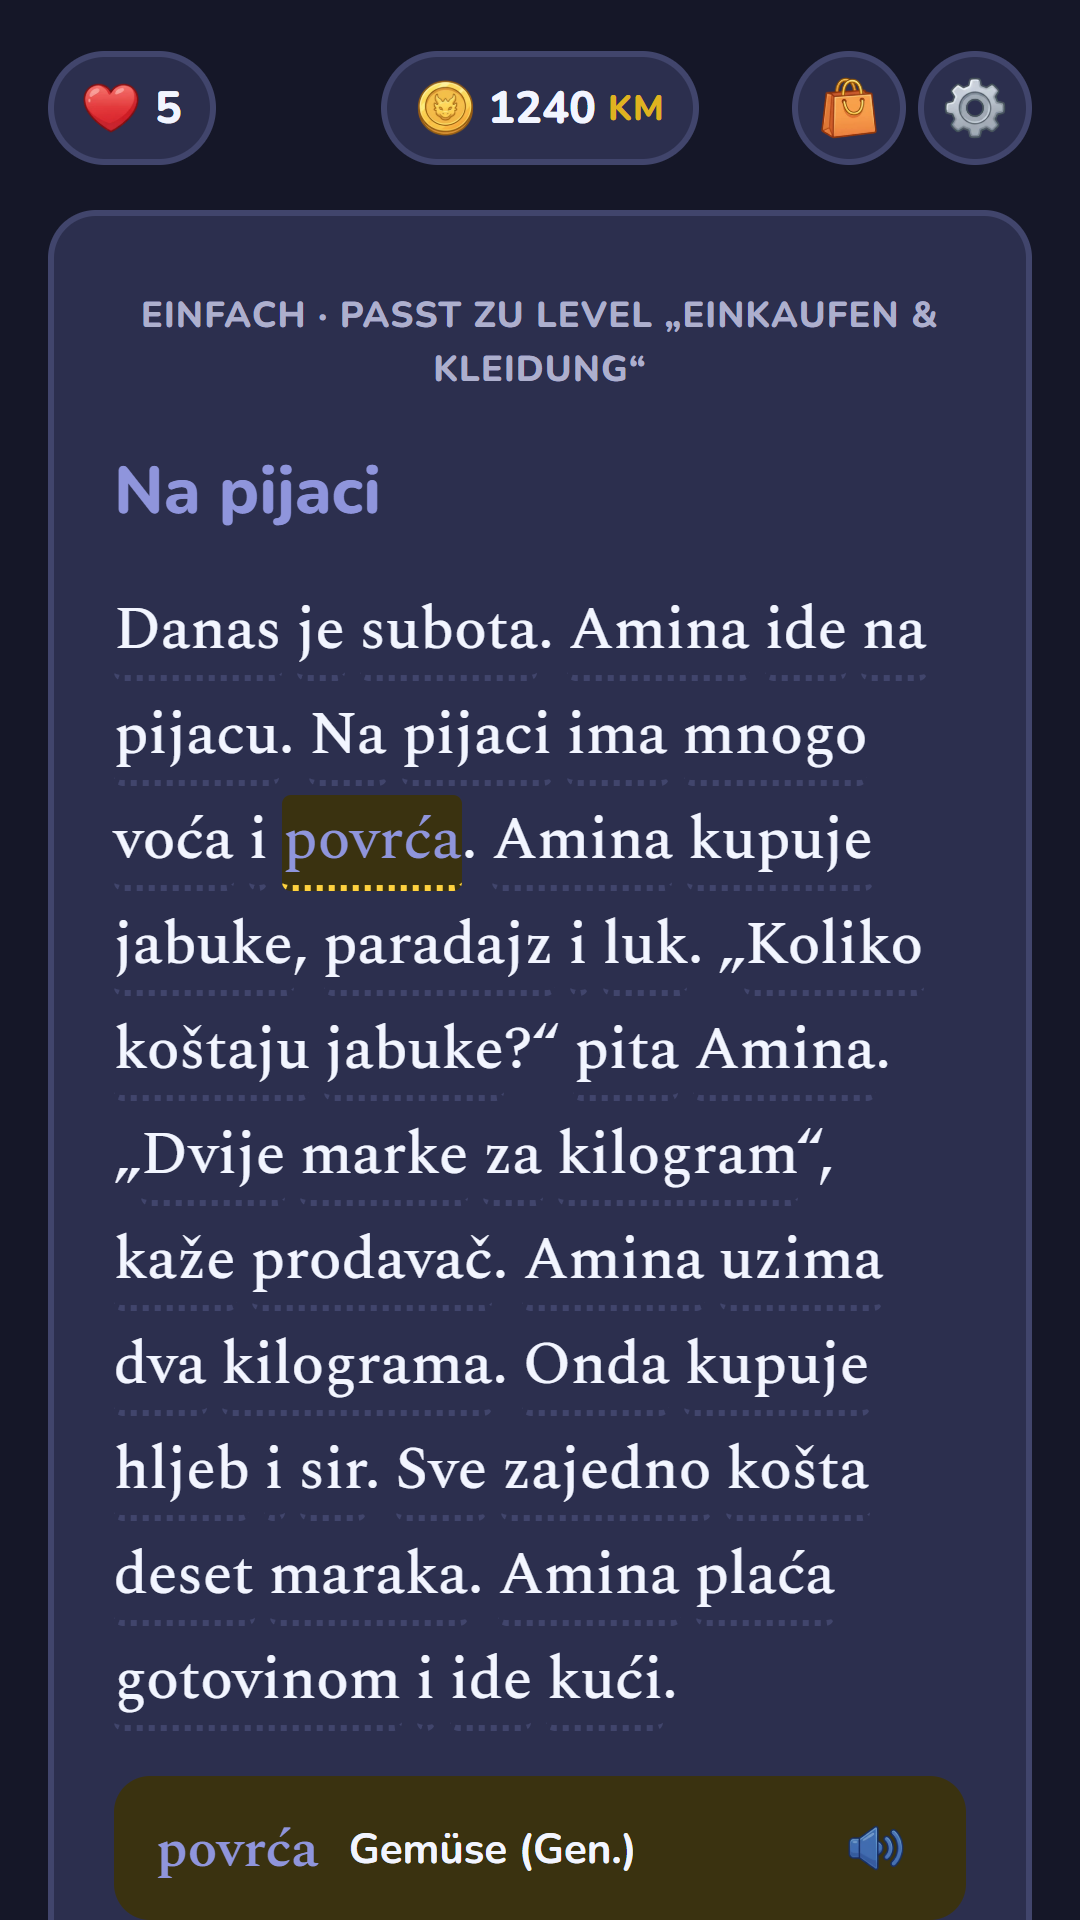 5
1240 KM
EINFACH · PASST ZU LEVEL „EINKAUFEN &
KLEIDUNG“
Na pijaci
Danas je subota. Amina ide na
pijacu. Na pijaci ima mnogo
voća i povrća. Amina kupuje
jabuke, paradajz i luk. „Koliko
koštaju jabuke?“ pita Amina.
„Dvije marke za kilogram“,
kaže prodavač. Amina uzima
dva kilograma. Onda kupuje
hljeb i sir. Sve zajedno košta
deset maraka. Amina plaća
gotovinom i ide kući.
povrća Gemüse (Gen.)